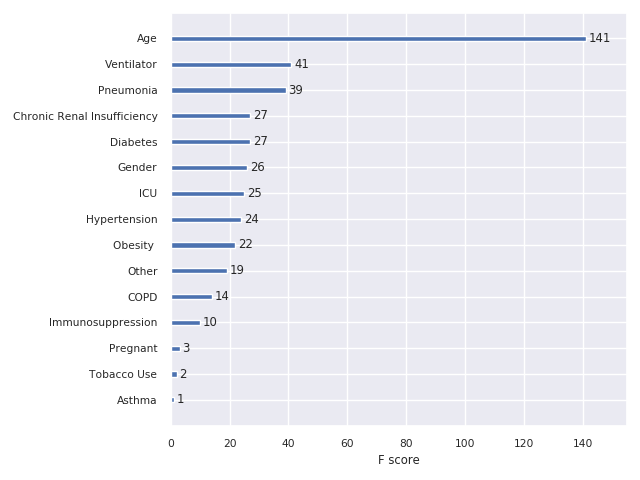 Age 141
Ventilator 41
Pneumonia 39
Chronic Renal Insufficiency 27
Diabetes 27
Gender 26
ICU 25
Hypertension 24
Obesity 22
Other 19
COPD 14
Immunosuppression 10
Pregnant 3
Tobacco Use 2
Asthma 1
0 20 40 60 80 100 120 140
F score